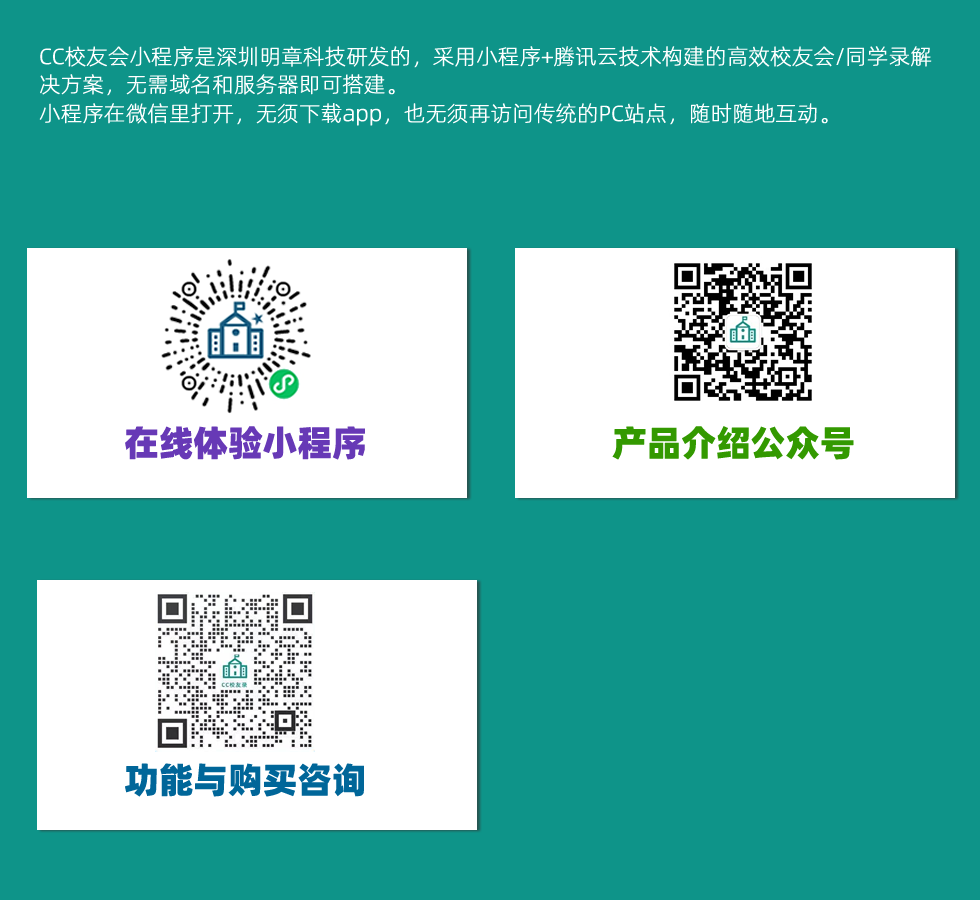 CC校友会小程序是深圳明章科技研发的，采用小程序+腾讯云技术构建的高效校友会/同学录解
决方案，无需域名和服务器即可搭建。
小程序在微信里打开，无须下载app，也无须再访问传统的PC站点，随时随地互动。
在线体验小程序
产品介绍公众号
CC校友录
功能与购买咨询